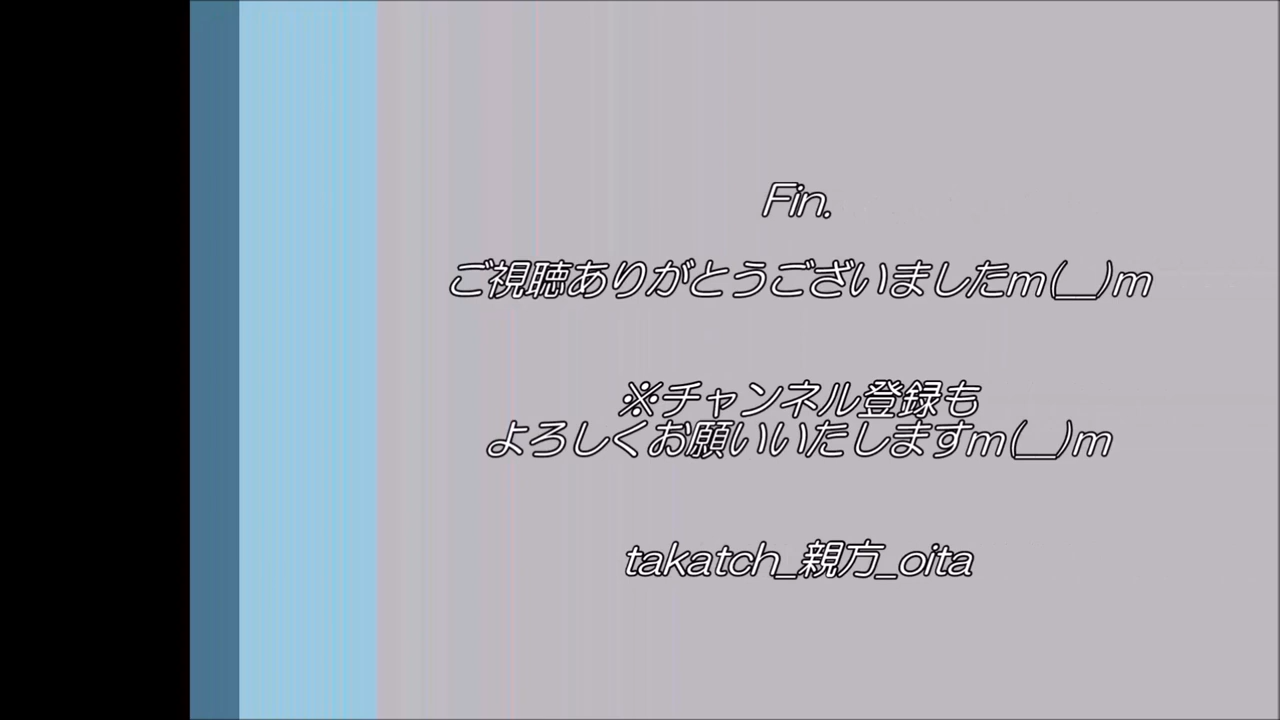 Fin.
ご視聴ありがとうございましたm(__)m
※チャンネル登録も
よろしくお願いいたしますm(__)m
takatch_親方_oita